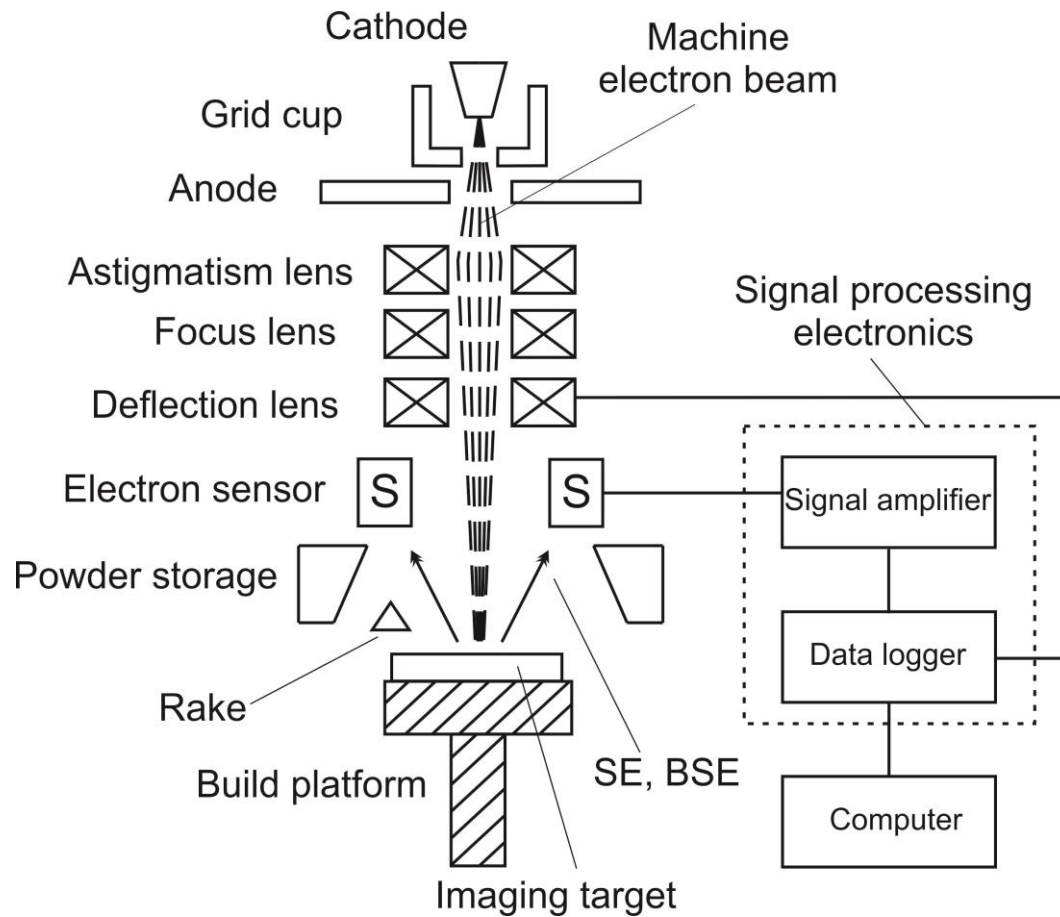 Cathode
Machine
electron beam
Grid cup
Anode
Astigmatism lens
Focus lens
Deflection lens
Signal processing
electronics
Electron sensor
S
S
Signal amplifier
Powder storage
Data logger
Rake
Build platform
SE, BSE
Computer
Imaging target